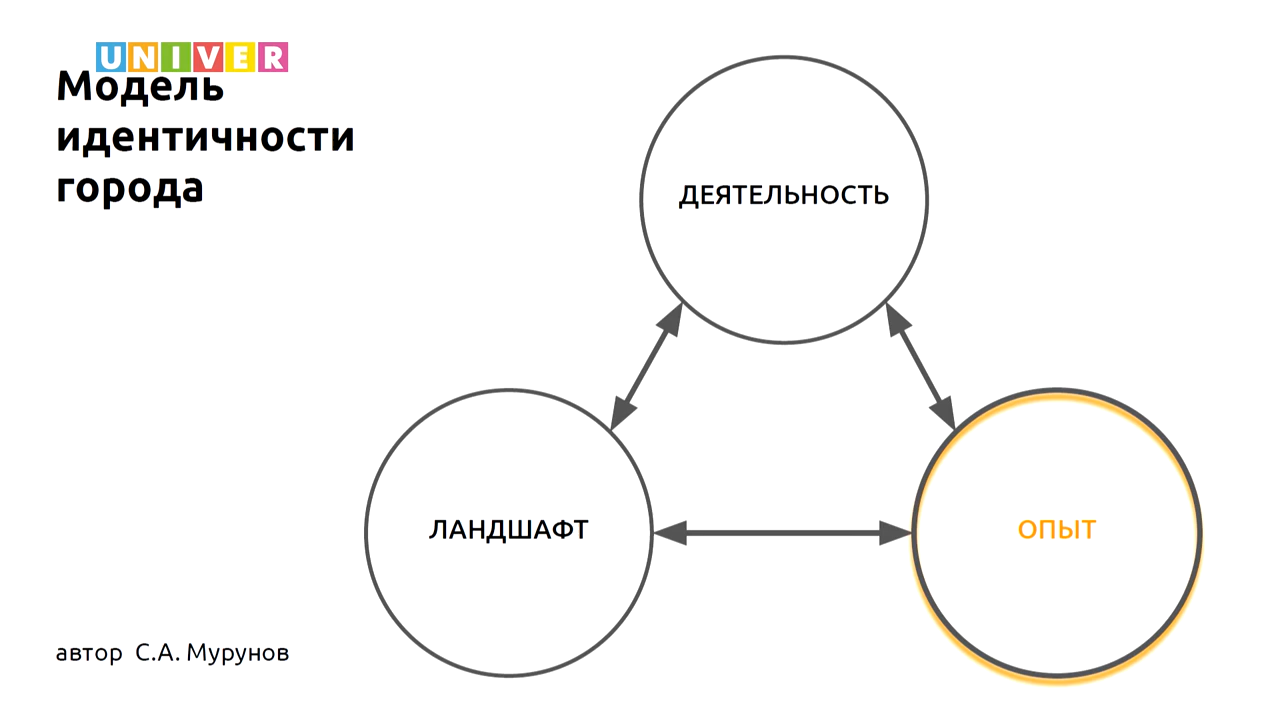 UNIVER
Модель
идентичности
города
ДЕЯТЕЛЬНОСТЬ
ЛАНДШАФТ
ОПЫТ
автор С.А. Мурунов